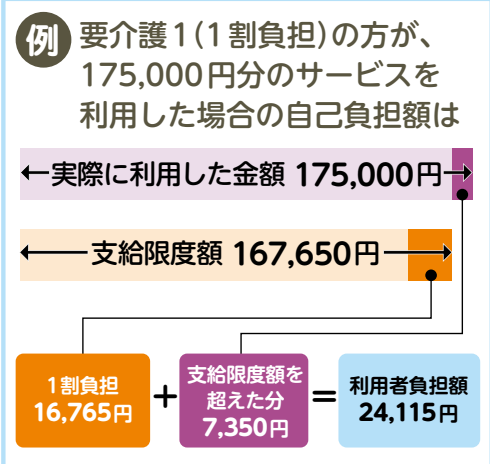 例 要介護1(1割負担)の方が、
175,000円分のサービスを
利用した場合の自己負担額は
実際に利用した金額 175,000円
支給限度額 167,650円
1割負担
16,765円
+
支給限度額を
超えた分
7,350円
=
利用者負担額
24,115円